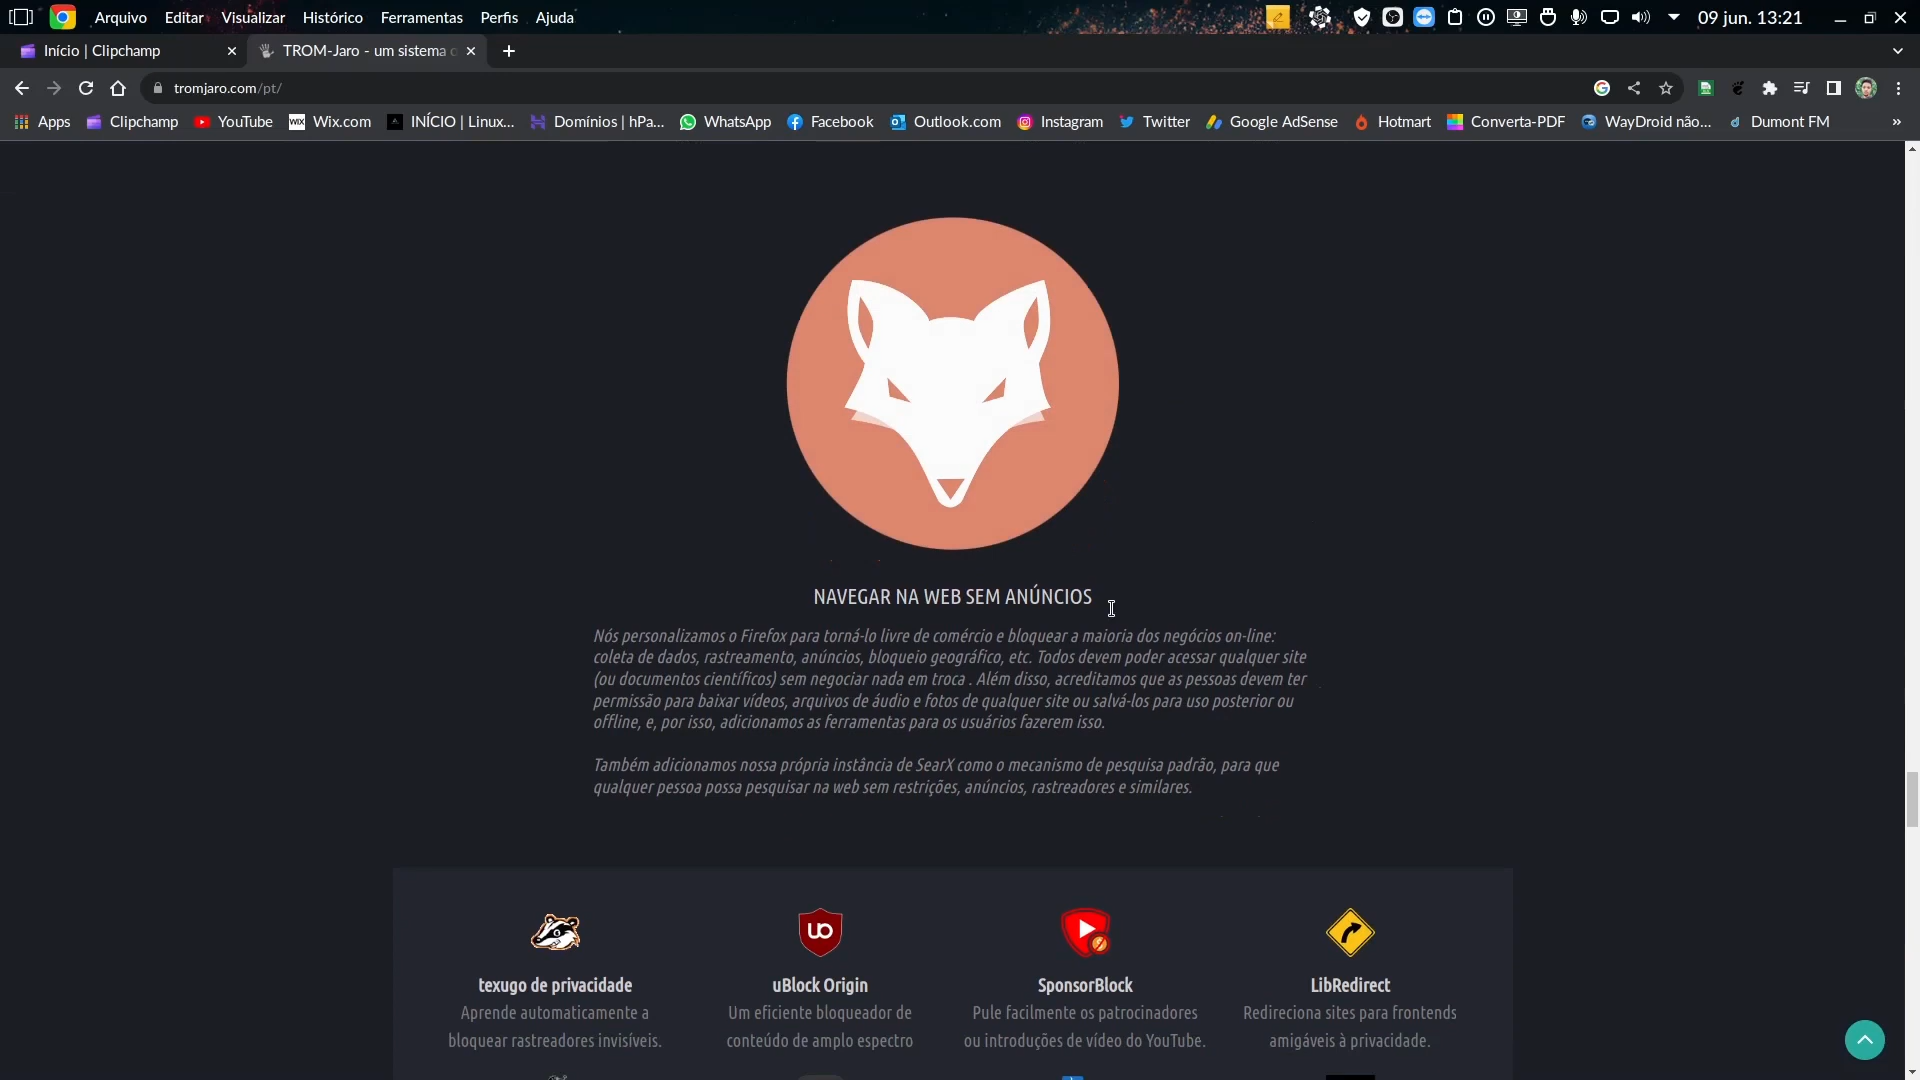 Arquivo Editar Visualizar Histórico Ferramentas Perfis Ajuda 09 jun. 13:21
Início | Clipchamp TROM-Jaro - um sistema
tromjaro.com/pt/
Apps Clipchamp YouTube WIX Wix.com INÍCIO | Linux... Domínios | hPa... WhatsApp Facebook Outlook.com Instagram Twitter Google AdSense Hotmart Converta-PDF WayDroid não... Dumont FM »
NAVEGAR NA WEB SEM ANÚNCIOS
Nós personalizamos o Firefox para torná-lo livre de comércio e bloquear a maioria dos negócios on-line:
coleta de dados, rastreamento, anúncios, bloqueio geográfico, etc. Todos devem poder acessar qualquer site
(ou documentos científicos) sem negociar nada em troca . Além disso, acreditamos que as pessoas devem ter
permissão para baixar vídeos, arquivos de áudio e fotos de qualquer site ou salvá-los para uso posterior ou
offline, e, por isso, adicionamos as ferramentas para os usuários fazerem isso.
Também adicionamos nossa própria instância de SearX como o mecanismo de pesquisa padrão, para que
qualquer pessoa possa pesquisar na web sem restrições, anúncios, rastreadores e similares.
texugo de privacidade
Aprende automaticamente a
bloquear rastreadores invisíveis.
uBlock Origin
Um eficiente bloqueador de
conteúdo de amplo espectro
SponsorBlock
Pule facilmente os patrocinadores
ou introduções de vídeo do YouTube.
LibRedirect
Redireciona sites para frontends
amigáveis à privacidade.